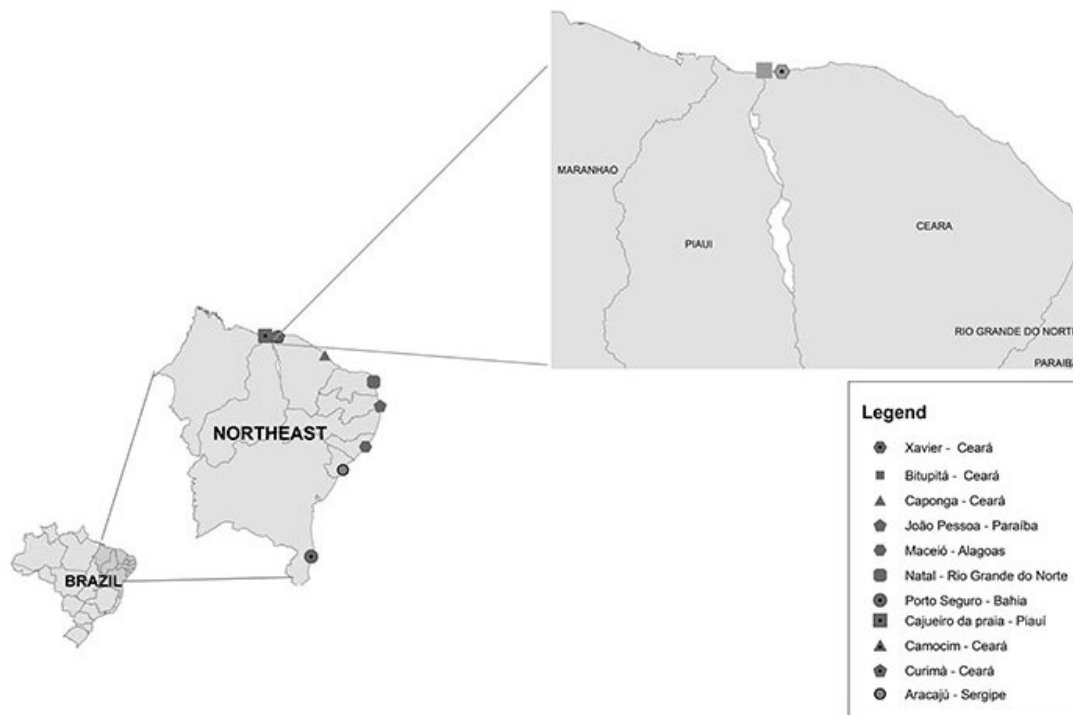 MARANHAO
CEARA
PIAUI
RIO GRANDE DO NORTE
PARAIBA
NORTHEAST
BRAZIL
Legend
Xavier - Ceará
Bitupitá - Ceará
Caponga - Ceará
João Pessoa - Paraíba
Maceió - Alagoas
Natal - Rio Grande do Norte
Porto Seguro - Bahia
Cajueiro da praia - Piauí
Camocim - Ceará
Curimã - Ceará
Aracajú - Sergipe